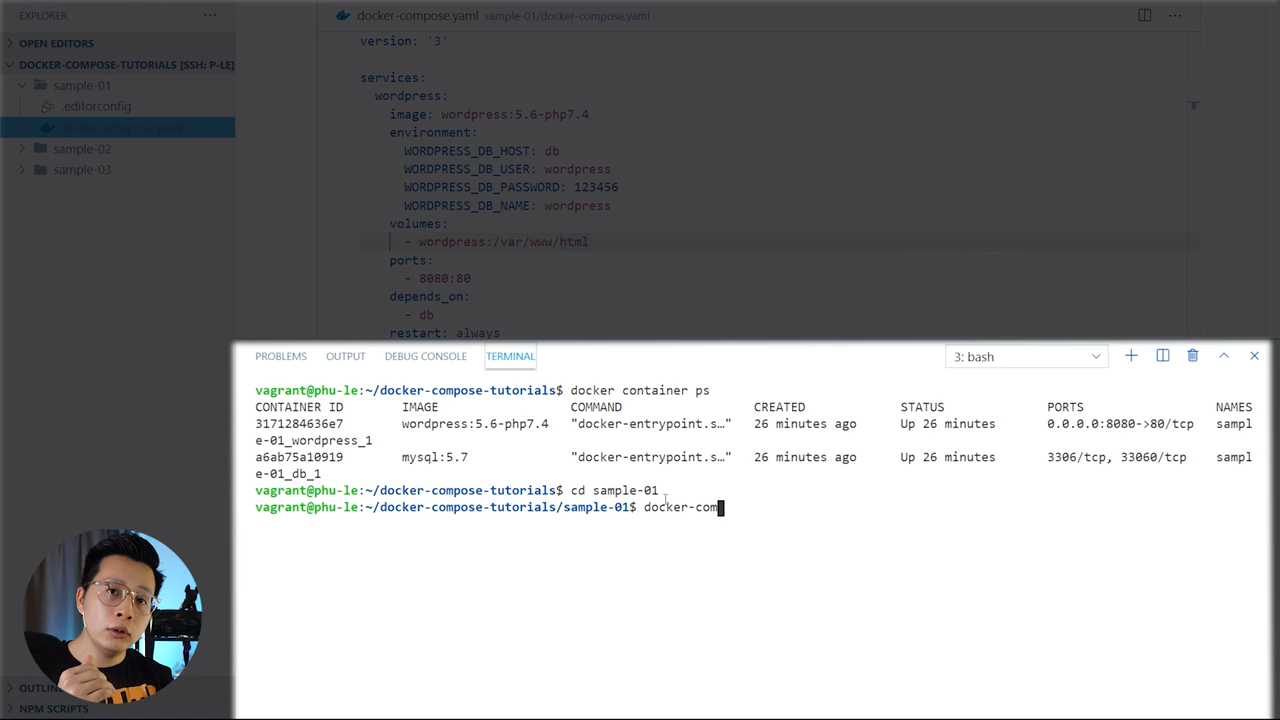 EXPLORER
OPEN EDITORS
DOCKER-COMPOSE-TUTORIALS [SSH: P-LE]
sample-01
.editorconfig
docker-compose.yaml
sample-02
sample-03
OUTLIN
NPM SCRIPTS
docker-compose.yaml sample-01/docker-compose.yaml
version: '3'
services:
wordpress:
image: wordpress:5.6-php7.4
environment:
WORDPRESS_DB_HOST: db
WORDPRESS_DB_USER: wordpress
WORDPRESS_DB_PASSWORD: 123456
WORDPRESS_DB_NAME: wordpress
volumes:
- wordpress:/var/www/html
ports:
- 8080:80
depends_on:
- db
restart: always
PROBLEMS OUTPUT DEBUG CONSOLE TERMINAL 3: bash
vagrant@phu-le:~/docker-compose-tutorials$ docker container ps
CONTAINER ID IMAGE COMMAND CREATED STATUS PORTS NAMES
3171284636e7 wordpress:5.6-php7.4 "docker-entrypoint.s…" 26 minutes ago Up 26 minutes 0.0.0.0:8080->80/tcp sampl
e-01_wordpress_1
a6ab75a10919 mysql:5.7 "docker-entrypoint.s…" 26 minutes ago Up 26 minutes 3306/tcp, 33060/tcp sampl
e-01_db_1
vagrant@phu-le:~/docker-compose-tutorials$ cd sample-01
vagrant@phu-le:~/docker-compose-tutorials/sample-01$ docker-com